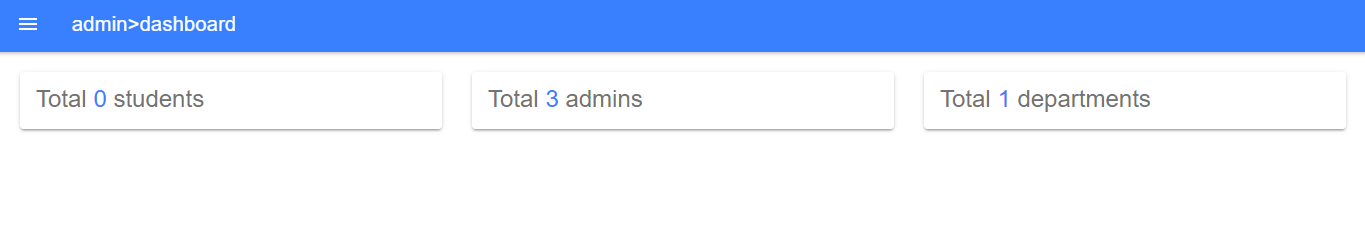 admin>dashboard
Total 0 students
Total 3 admins
Total 1 departments